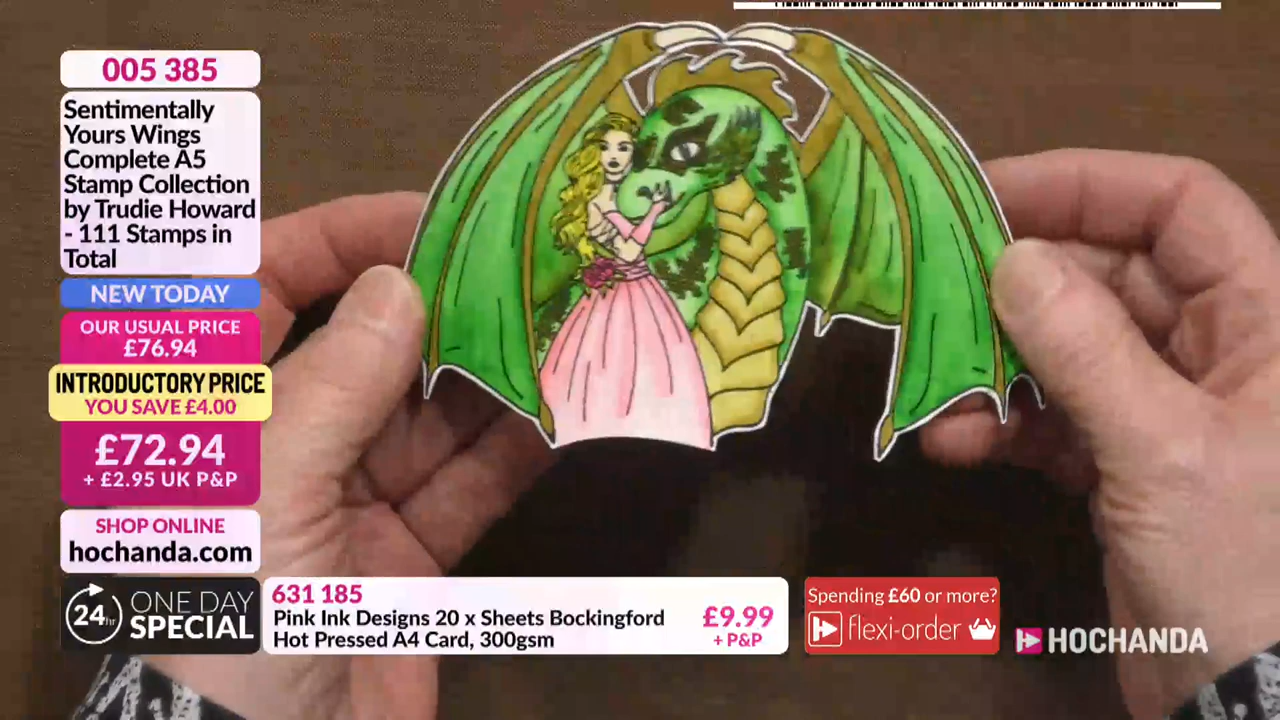 005 385
Sentimentally
Yours Wings
Complete A5
Stamp Collection
by Trudie Howard
- 111 Stamps in
Total
NEW TODAY
OUR USUAL PRICE
£76.94
INTRODUCTORY PRICE
YOU SAVE £4.00
£72.94
+ £2.95 UK P&P
SHOP ONLINE
hochanda.com
24hr ONE DAY
SPECIAL
631 185
Pink Ink Designs 20 x Sheets Bockingford
Hot Pressed A4 Card, 300gsm
£9.99
+ P&P
Spending £60 or more?
flexi-order
HOCHANDA